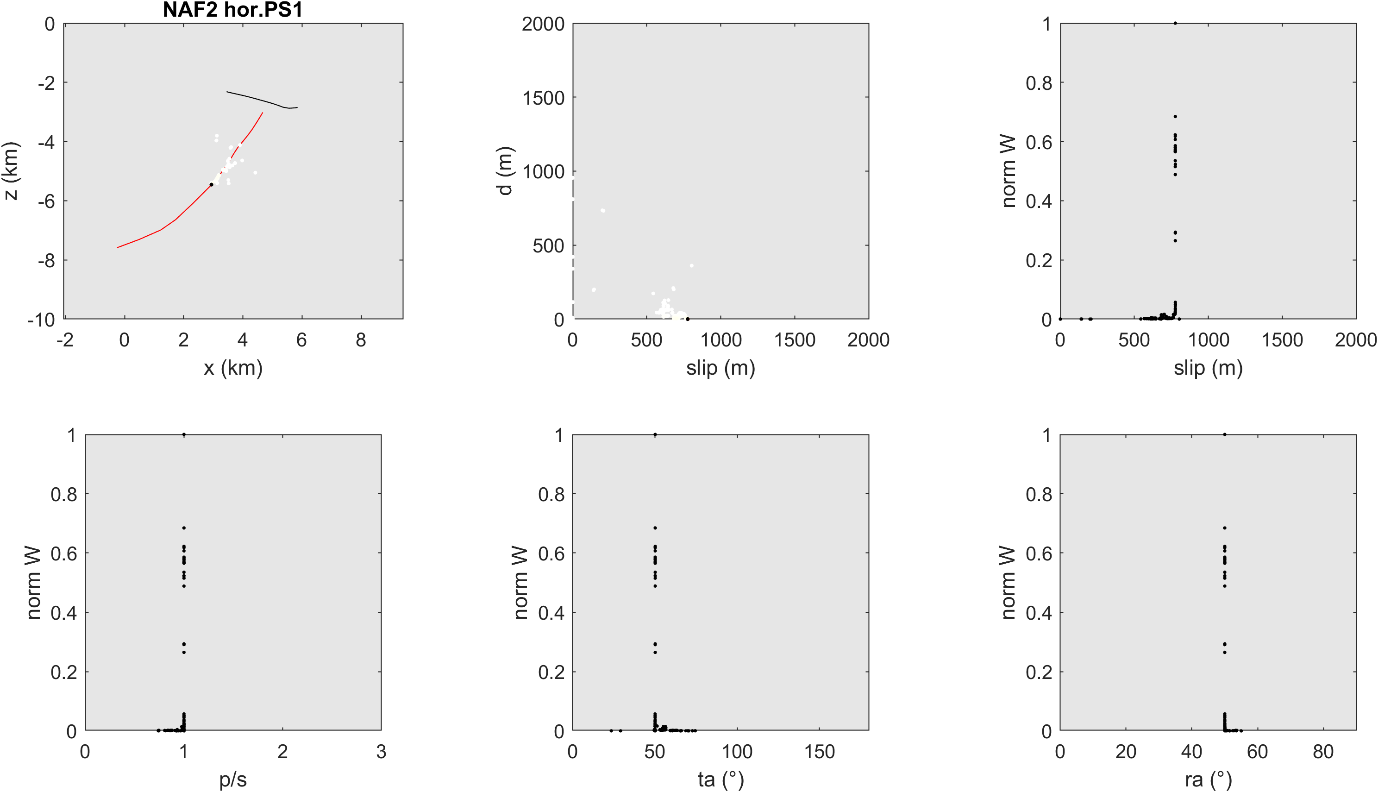 NAF2 hor.PS1
0
-2
-4
-6
-8
-10
z (km)
-2 0 2 4 6 8
x (km)
2000
1500
1000
500
0
d (m)
0 500 1000 1500 2000
slip (m)
1
0.8
0.6
0.4
0.2
0
norm W
0 500 1000 1500 2000
slip (m)
1
0.8
0.6
0.4
0.2
0
norm W
0 1 2 3
p/s
1
0.8
0.6
0.4
0.2
0
norm W
0 50 100 150
ta (°)
1
0.8
0.6
0.4
0.2
0
norm W
0 20 40 60 80
ra (°)